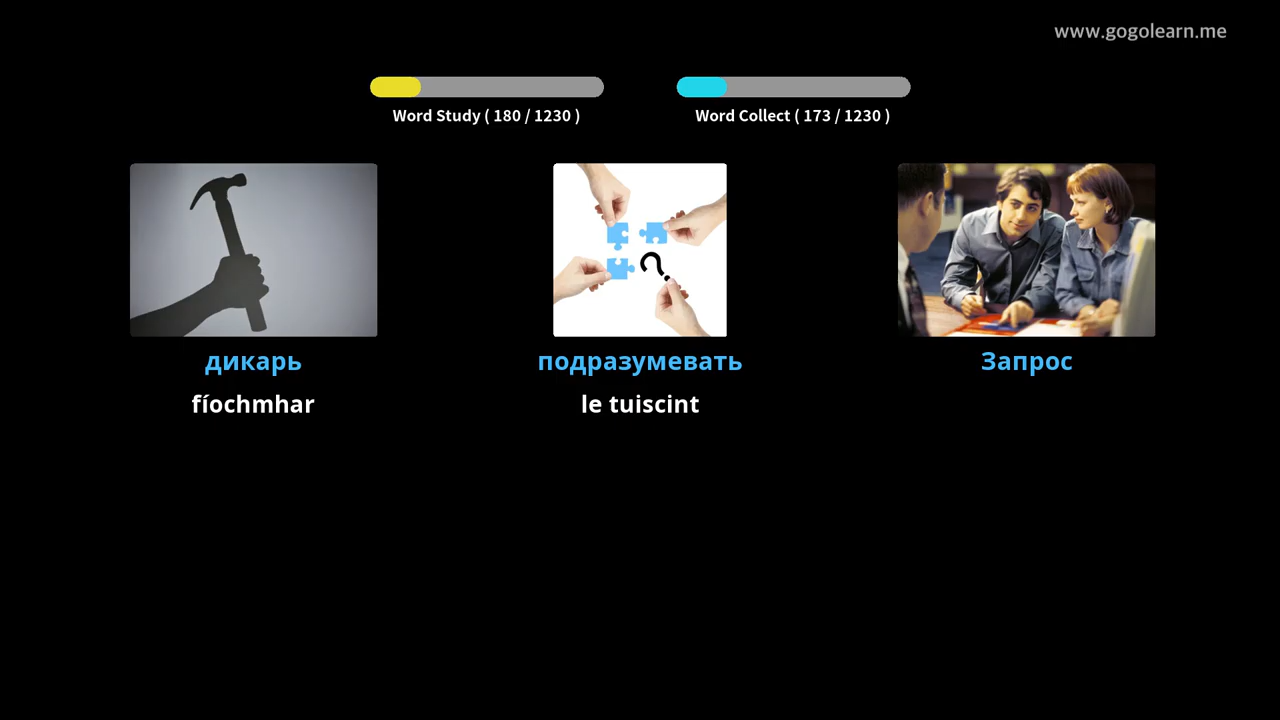 www.gogolearn.me
Word Study ( 180 / 1230 )
Word Collect ( 173 / 1230 )
дикарь
подразумевать
Запрос
fíochmhar
le tuiscint